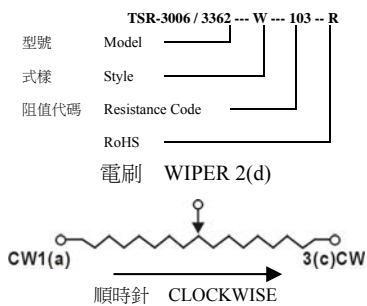 TSR-3006 / 3362 --- W --- 103 -- R
型號 Model
式樣 Style
阻值代碼 Resistance Code
RoHS
電刷 WIPER 2(d)
CW1(a) 3(c)CW
順時針 CLOCKWISE